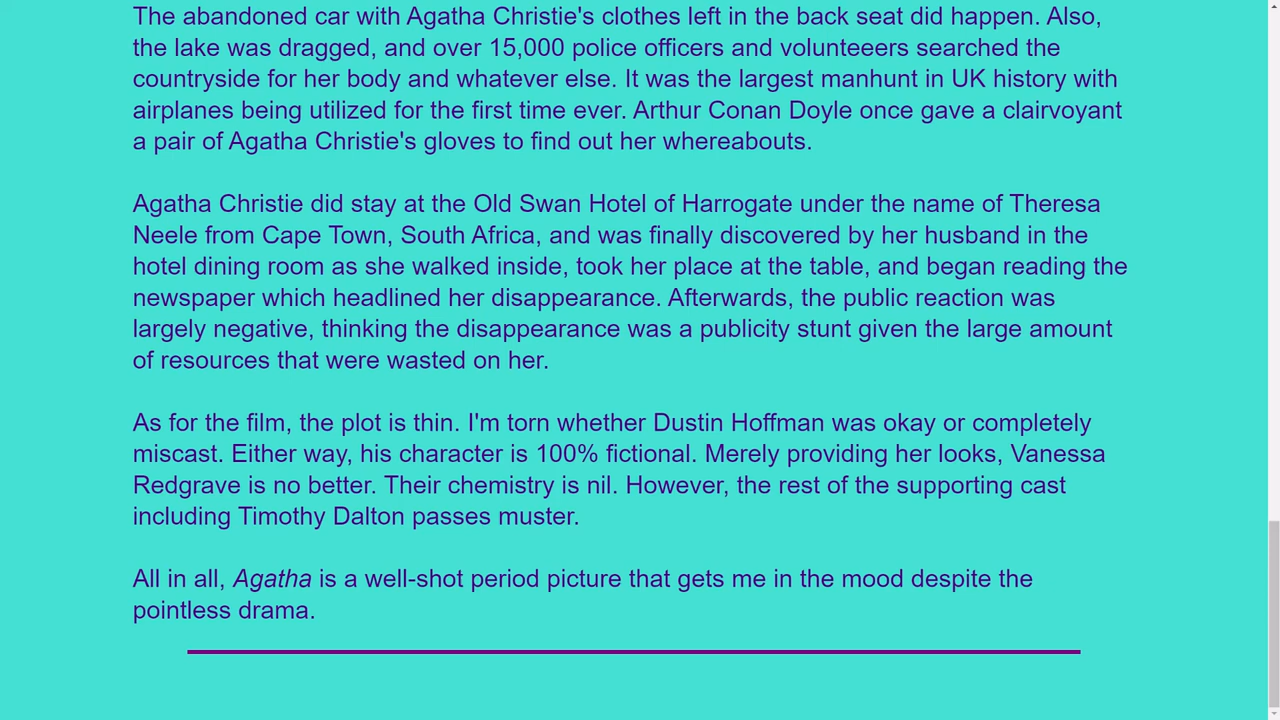 The abandoned car with Agatha Christie's clothes left in the back seat did happen. Also,
the lake was dragged, and over 15,000 police officers and volunteeers searched the
countryside for her body and whatever else. It was the largest manhunt in UK history with
airplanes being utilized for the first time ever. Arthur Conan Doyle once gave a clairvoyant
a pair of Agatha Christie's gloves to find out her whereabouts.
Agatha Christie did stay at the Old Swan Hotel of Harrogate under the name of Theresa
Neele from Cape Town, South Africa, and was finally discovered by her husband in the
hotel dining room as she walked inside, took her place at the table, and began reading the
newspaper which headlined her disappearance. Afterwards, the public reaction was
largely negative, thinking the disappearance was a publicity stunt given the large amount
of resources that were wasted on her.
As for the film, the plot is thin. I'm torn whether Dustin Hoffman was okay or completely
miscast. Either way, his character is 100% fictional. Merely providing her looks, Vanessa
Redgrave is no better. Their chemistry is nil. However, the rest of the supporting cast
including Timothy Dalton passes muster.
All in all, Agatha is a well-shot period picture that gets me in the mood despite the
pointless drama.